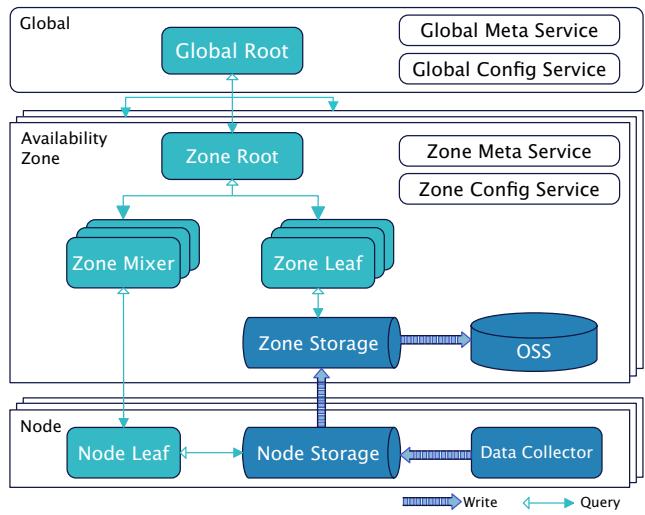 Global
Global Root
Global Meta Service
Global Config Service
Availability
Zone
Zone Root
Zone Meta Service
Zone Config Service
Zone Mixer
Zone Leaf
Zone Storage
OSS
Node
Node Leaf
Node Storage
Data Collector
Write
Query